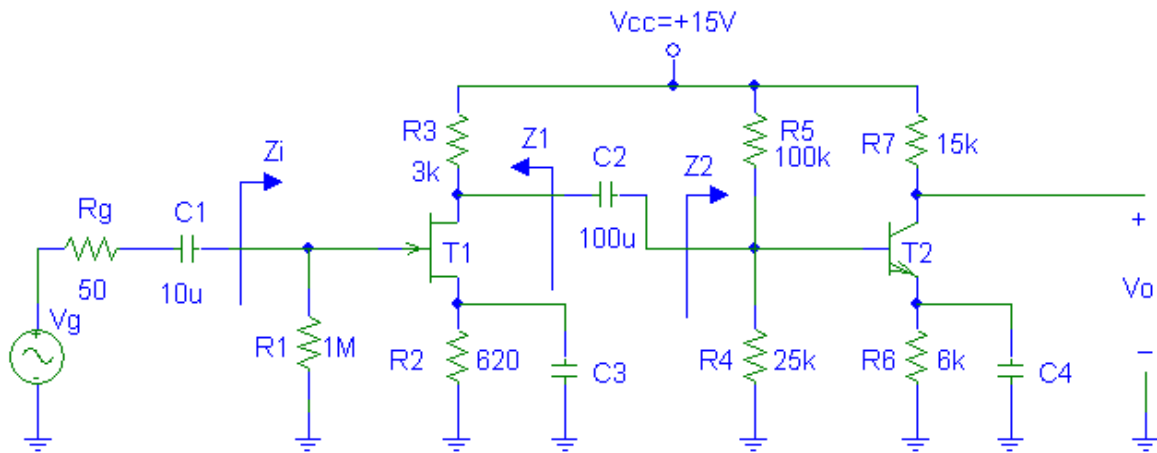 Vcc=+15V
R3
3k
Z1
C2
100u
Z2
R5
100k
R7
15k
Zi
Rg
50
C1
10u
T1
T2
+
Vo
–
Vg
R1
1M
R2
620
C3
R4
25k
R6
6k
C4